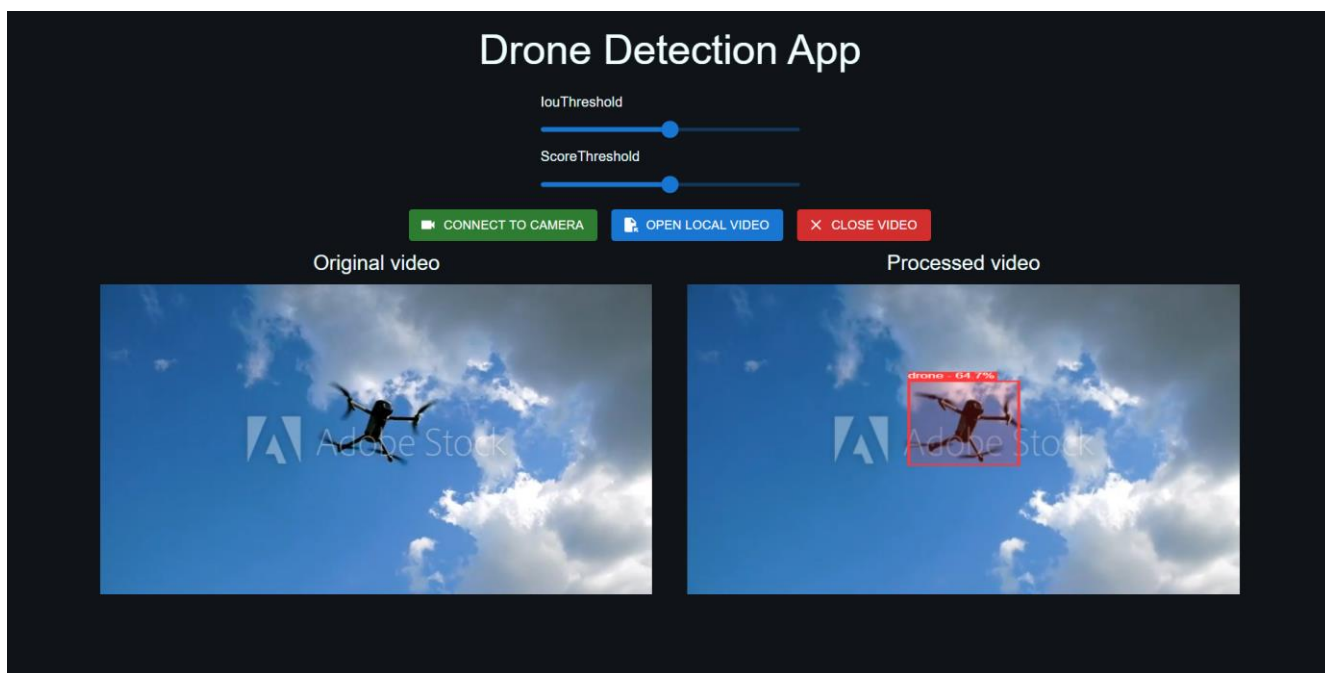 Drone Detection App
IouThreshold
ScoreThreshold
CONNECT TO CAMERA OPEN LOCAL VIDEO CLOSE VIDEO
Original video Processed video
drone - 64.7%
Adobe Stock Adobe Stock